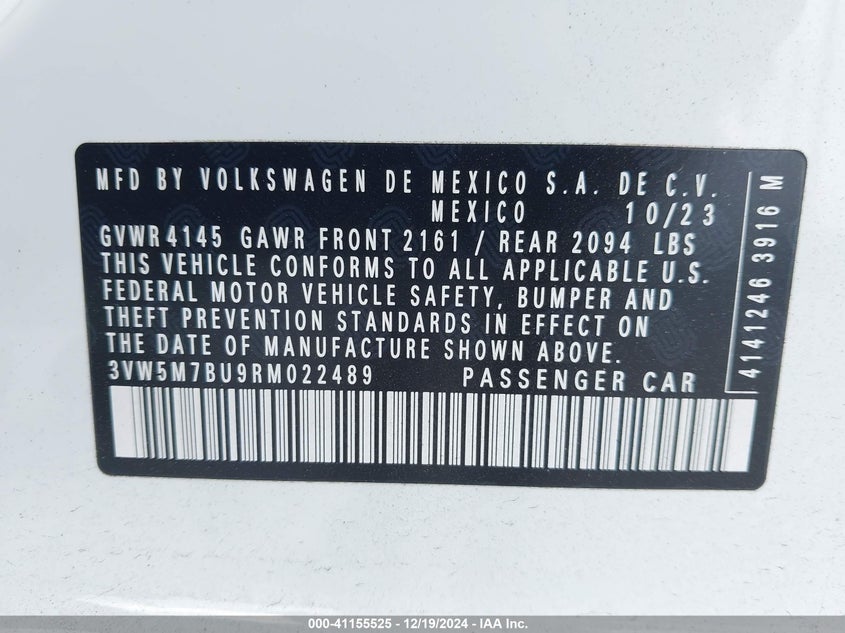 MFD BY VOLKSWAGEN DE MEXICO S.A. DE C.V.
MEXICO 10/23
GVWR 4145 GAWR FRONT 2161 / REAR 2094 LBS
THIS VEHICLE CONFORMS TO ALL APPLICABLE U.S.
FEDERAL MOTOR VEHICLE SAFETY, BUMPER AND
THEFT PREVENTION STANDARDS IN EFFECT ON
THE DATE OF MANUFACTURE SHOWN ABOVE.
3VW5M7BU9RM022489 PASSENGER CAR
4141246 3916 M
000-41155525 - 12/19/2024 - IAA Inc.